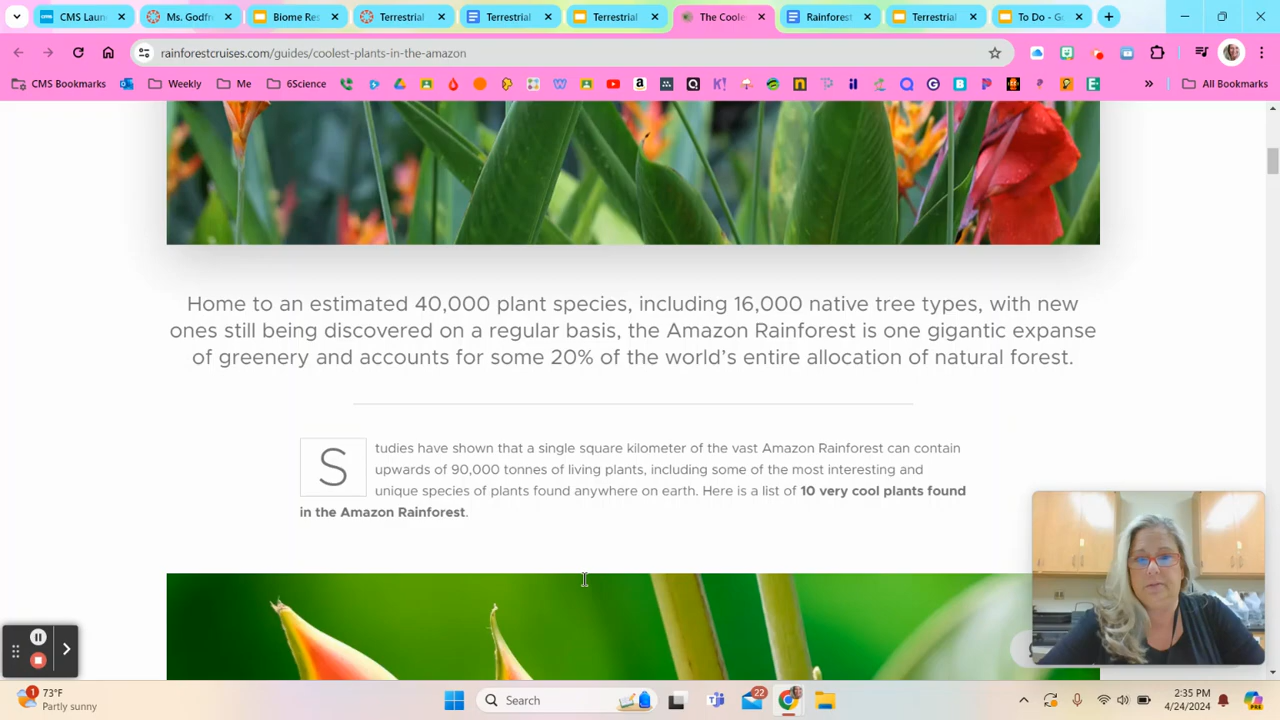 CMS Laun
Ms. Godfr
Biome Res
Terrestrial
Terrestrial
Terrestrial
The Coole
Rainforest
Terrestrial
To Do - Go
rainforestcruises.com/guides/coolest-plants-in-the-amazon
CMS Bookmarks
Weekly
Me
6Science
All Bookmarks
Home to an estimated 40,000 plant species, including 16,000 native tree types, with new
ones still being discovered on a regular basis, the Amazon Rainforest is one gigantic expanse
of greenery and accounts for some 20% of the world's entire allocation of natural forest.
Studies have shown that a single square kilometer of the vast Amazon Rainforest can contain
upwards of 90,000 tonnes of living plants, including some of the most interesting and
unique species of plants found anywhere on earth. Here is a list of 10 very cool plants found
in the Amazon Rainforest.
1
73°F
Partly sunny
Search
22
2:35 PM
4/24/2024